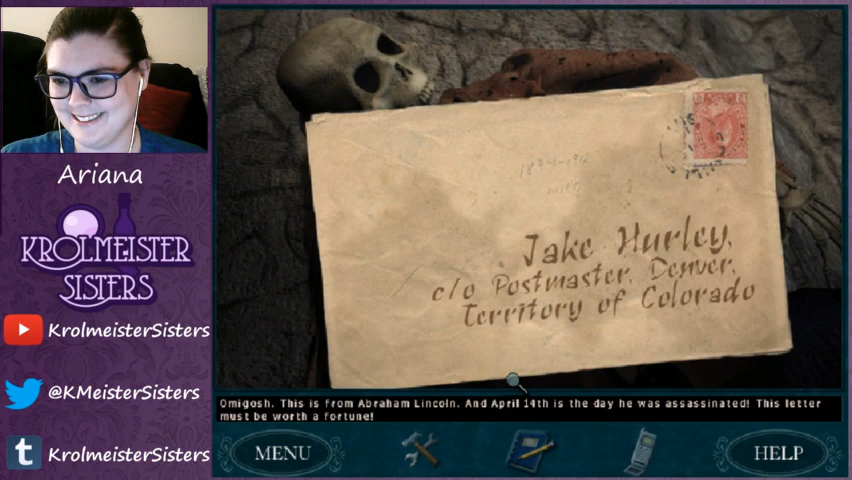 Ariana
KROLMEISTER
SISTERS
KrolmeisterSisters
@KMeisterSisters
t KrolmeisterSisters
Jake Hurley,
c/o Postmaster, Denver,
Territory of Colorado
Omigosh. This is from Abraham Lincoln. And April 14th is the day he was assassinated! This letter
must be worth a fortune!
MENU
HELP